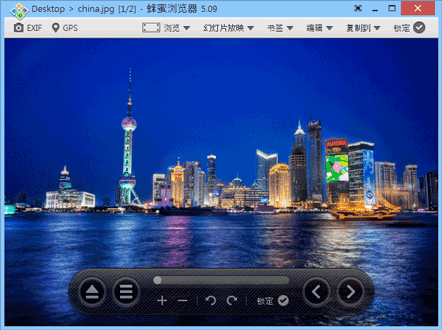 Desktop > china.jpg [1/2] - 蜂蜜浏览器 5.09
EXIF GPS 浏览 幻灯片放映 书签 编辑 复制到 锁定
AURORA
锁定